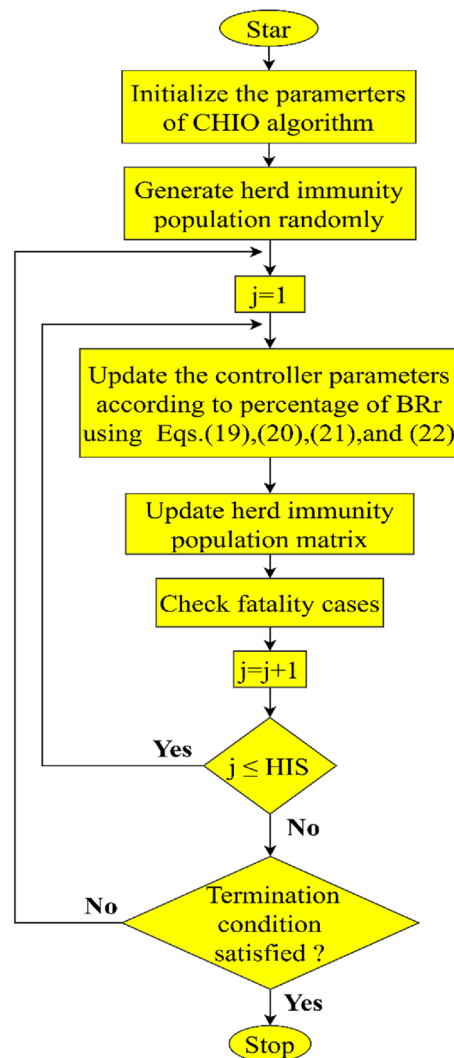 Star
Initialize the paramerters
of CHIO algorithm
Generate herd immunity
population randomly
j=1
Update the controller parameters
according to percentage of BRr
using Eqs.(19),(20),(21),and (22)
Update herd immunity
population matrix
Check fatality cases
j=j+1
Yes
j ≤ HIS
No
No
Termination
condition
satisfied ?
Yes
Stop